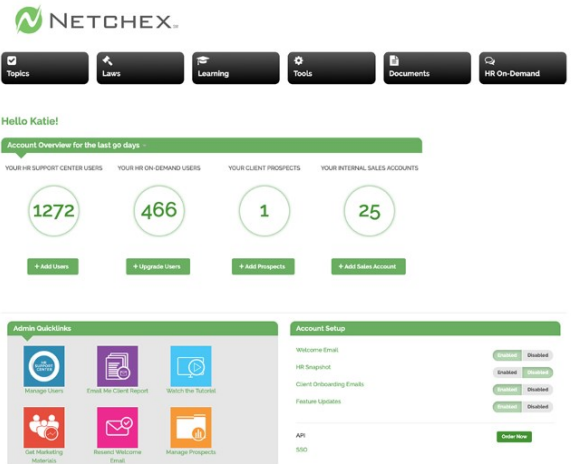 NETCHEX
Topics
Laws
Learning
Tools
Documents
HR On-Demand
Hello Katie!
Account Overview for the last 90 days
YOUR HR SUPPORT CENTER USERS
YOUR HR ON-DEMAND USERS
YOUR CLIENT PROSPECTS
YOUR INTERNAL SALES ACCOUNTS
1272
466
1
25
+ Add Users
+ Upgrade Users
+ Add Prospects
+ Add Sales Account
Admin Quicklinks
HR
SUPPORT
CENTER
Manage Users
Email Me Client Report
Watch the Tutorial
Get Marketing
Materials
Resend Welcome
Email
Manage Prospects
Account Setup
Welcome Email
Enabled Disabled
HR Snapshot
Enabled Disabled
Client Onboarding Emails
Enabled Disabled
Feature Updates
Enabled Disabled
API
Order Now
SSO